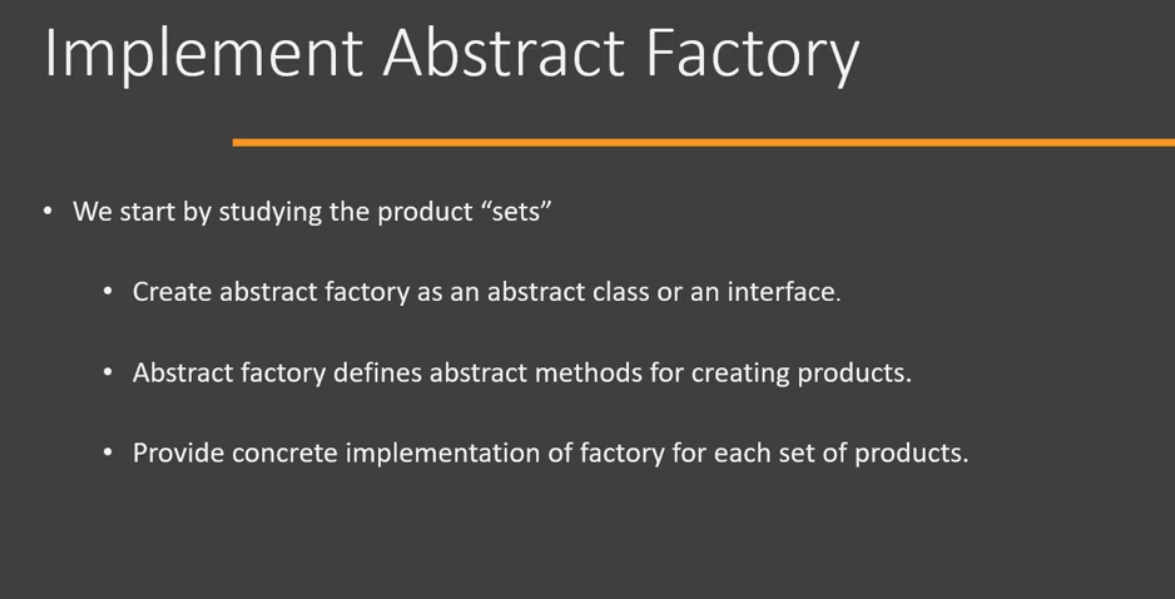 Implement Abstract Factory
• We start by studying the product “sets”
• Create abstract factory as an abstract class or an interface.
• Abstract factory defines abstract methods for creating products.
• Provide concrete implementation of factory for each set of products.